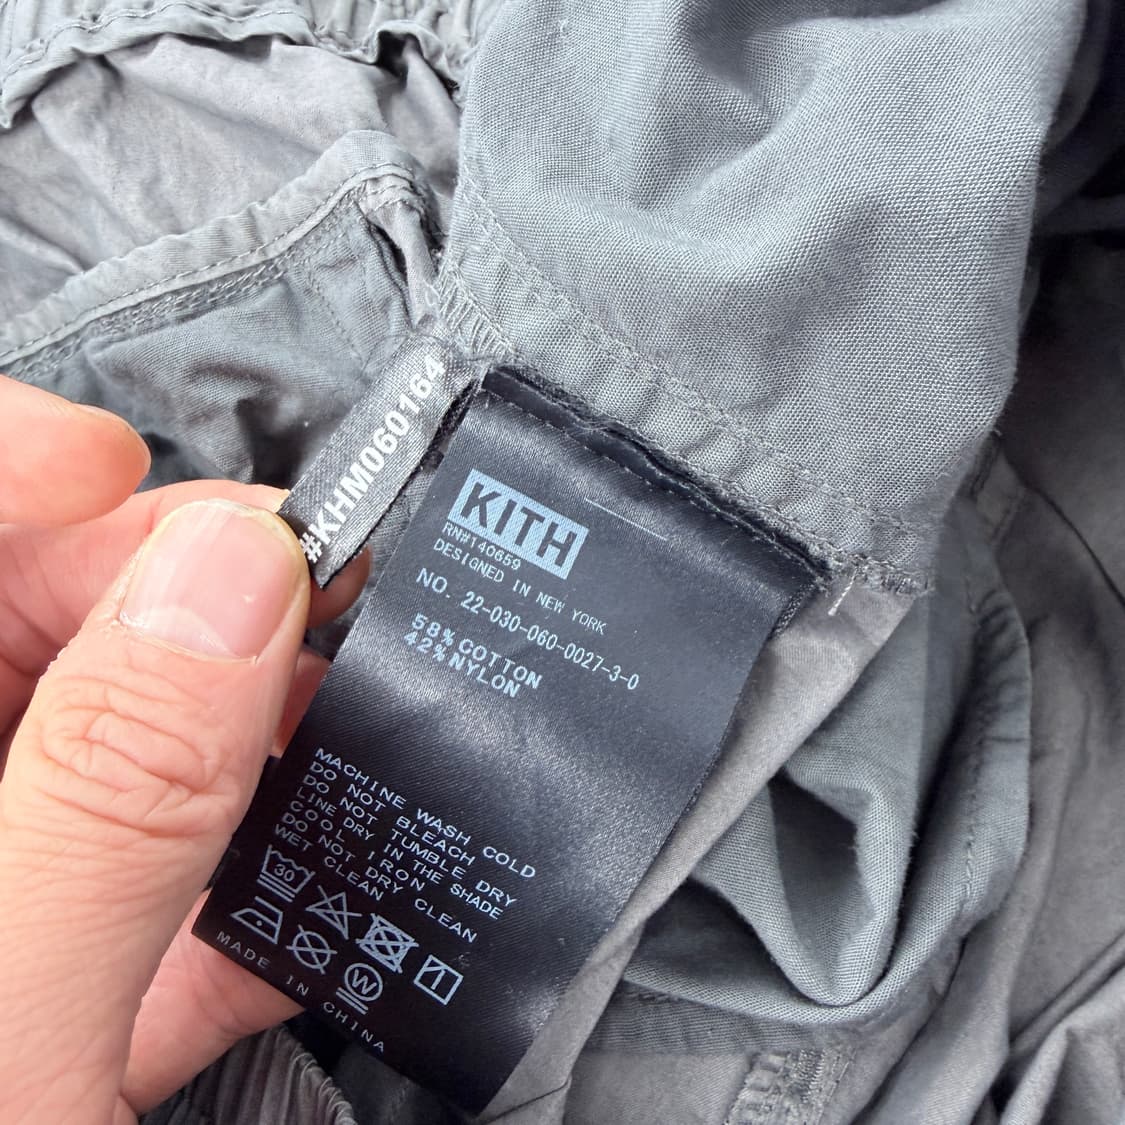 #KHM060164
KITH
RN#140659
DESIGNED IN NEW YORK
NO. 22-030-060-0027-3-0
58% COTTON
42% NYLON
MACHINE WASH COLD
DO NOT BLEACH
DO NOT TUMBLE DRY
LINE DRY IN THE SHADE
COOL IRON
DO NOT DRY CLEAN
WET CLEAN
30
W
MADE IN CHINA